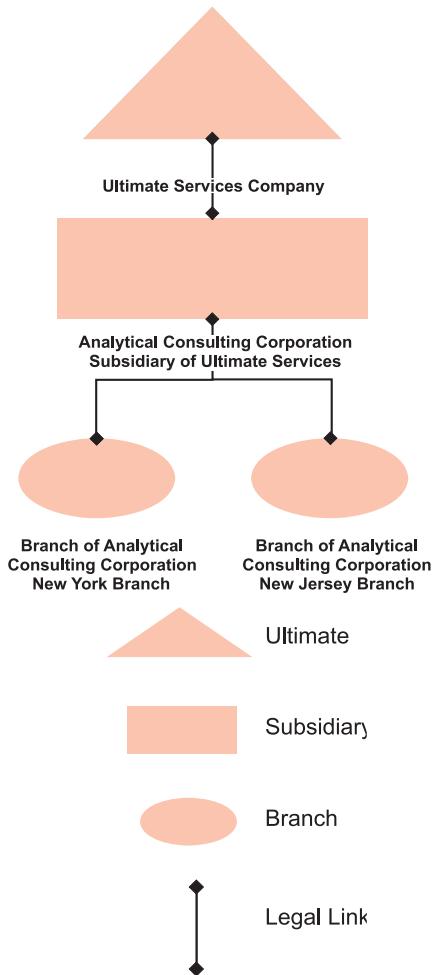 Ultimate Services Company
Analytical Consulting Corporation
Subsidiary of Ultimate Services
Branch of Analytical
Consulting Corporation
New York Branch
Branch of Analytical
Consulting Corporation
New Jersey Branch
Ultimate
Subsidiary
Branch
Legal Link